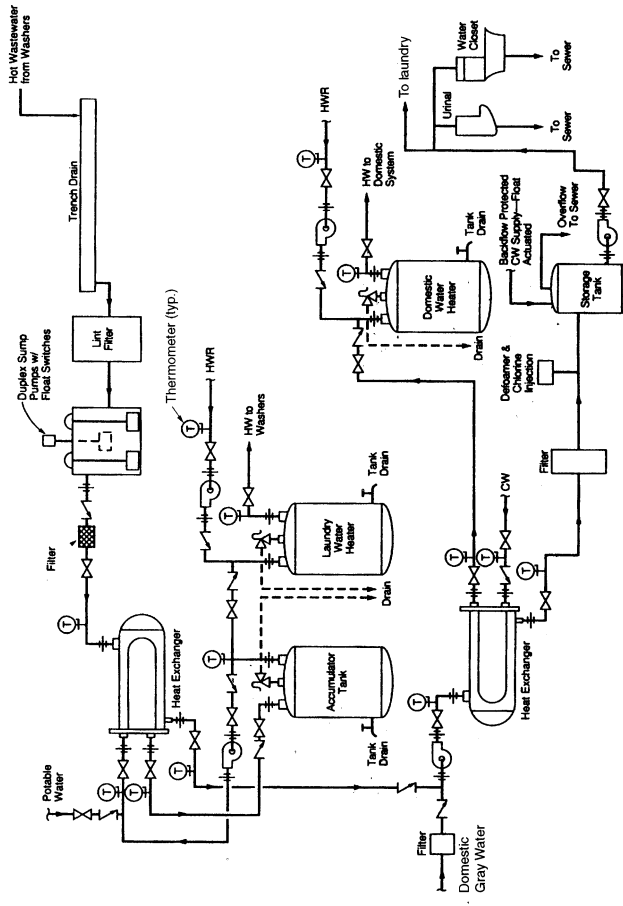 Hot Wastewater
from Washers
Trench Drain
Lint
Filter
Duplex Sump
Pumps w/
Float Switches
Filter
T
Heat Exchanger
Potable
Water
T
T
T
Thermometer (typ.)
T
HWR
HW to
Washers
T
Laundry
Water
Heater
Tank
Drain
Drain
T
Accumulator
Tank
Tank
Drain
T
HWR
HW to
Domestic
System
T
Domestic
Water
Heater
Tank
Drain
Drain
To laundry
Water
Closet
To
Sewer
Urinal
To
Sewer
Backflow Protected
CW Supply—Float
Actuated
Overflow
To Sewer
Storage
Tank
Defoamer &
Chlorine
Injection
Filter
CW
T
T
T
Heat Exchanger
T
Filter
Domestic
Gray Water